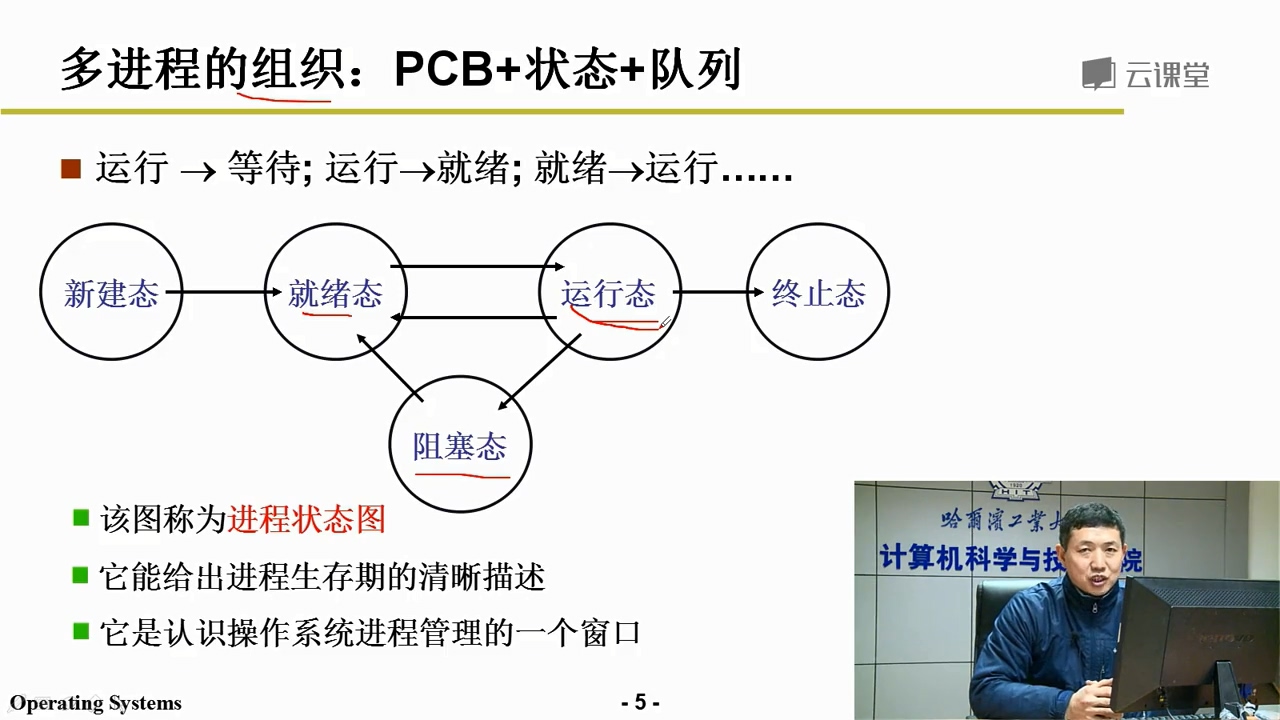 多进程的组织：PCB+状态+队列
云课堂
运行 → 等待; 运行→就绪; 就绪→运行……
新建态
就绪态
运行态
终止态
阻塞态
该图称为进程状态图
它能给出进程生存期的清晰描述
它是认识操作系统进程管理的一个窗口
1920
HIT
哈尔滨工业大
计算机科学与技 院
Operating Systems
- 5 -